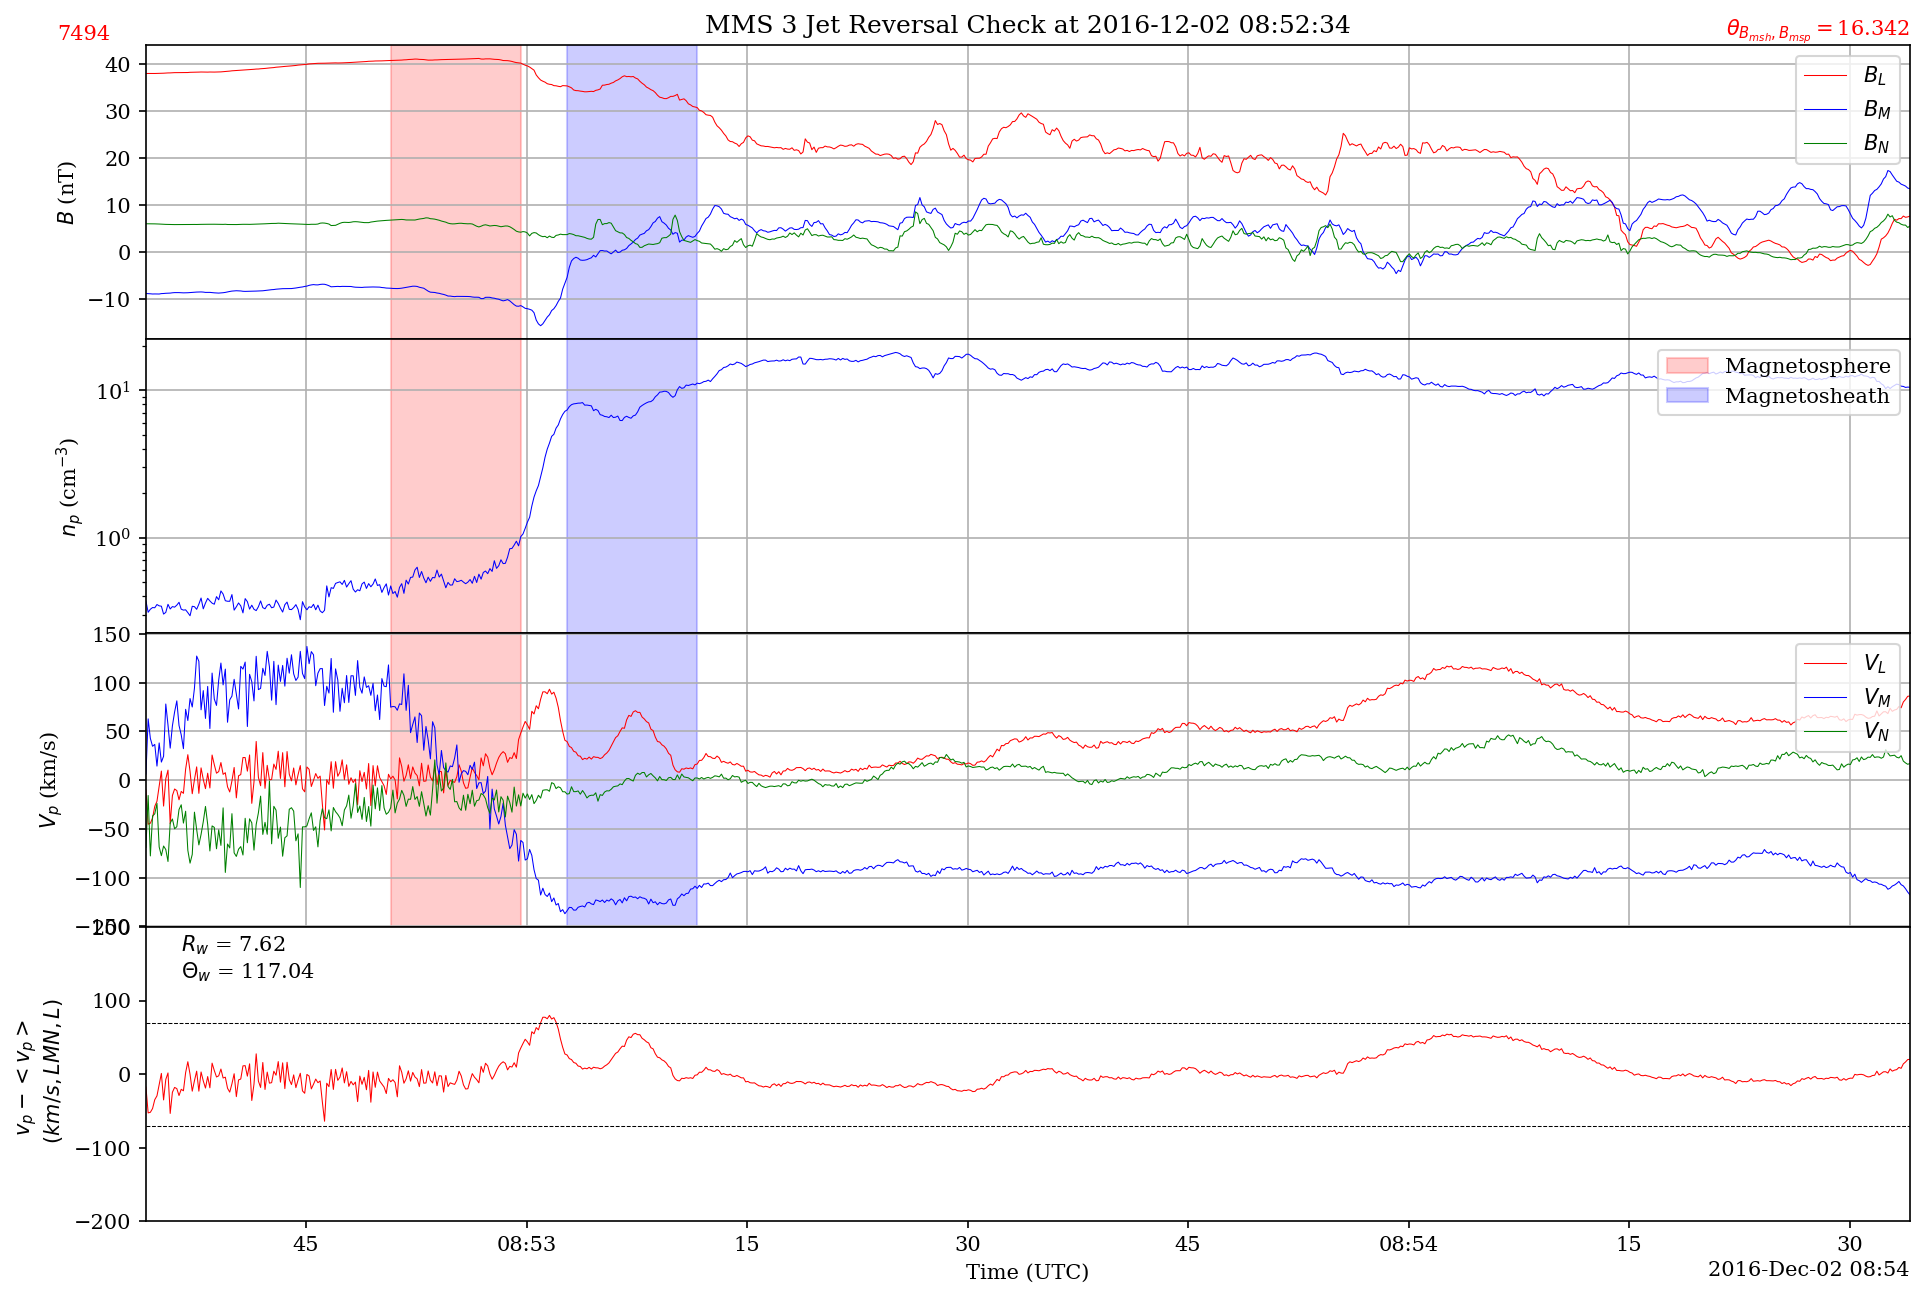 7494
MMS 3 Jet Reversal Check at 2016-12-02 08:52:34
θ_{B_{msh}, B_{msp}} = 16.342
B (nT)
40
30
20
10
0
−10
B_L
B_M
B_N
n_p (cm^{−3})
10^1
10^0
Magnetosphere
Magnetosheath
V_p (km/s)
150
100
50
0
−50
−100
−150
V_L
V_M
V_N
v_p − < v_p >
(km/s, LMN, L)
200
100
0
−100
−200
R_w = 7.62
Θ_w = 117.04
45
08:53
15
30
45
08:54
15
30
Time (UTC)
2016-Dec-02 08:54